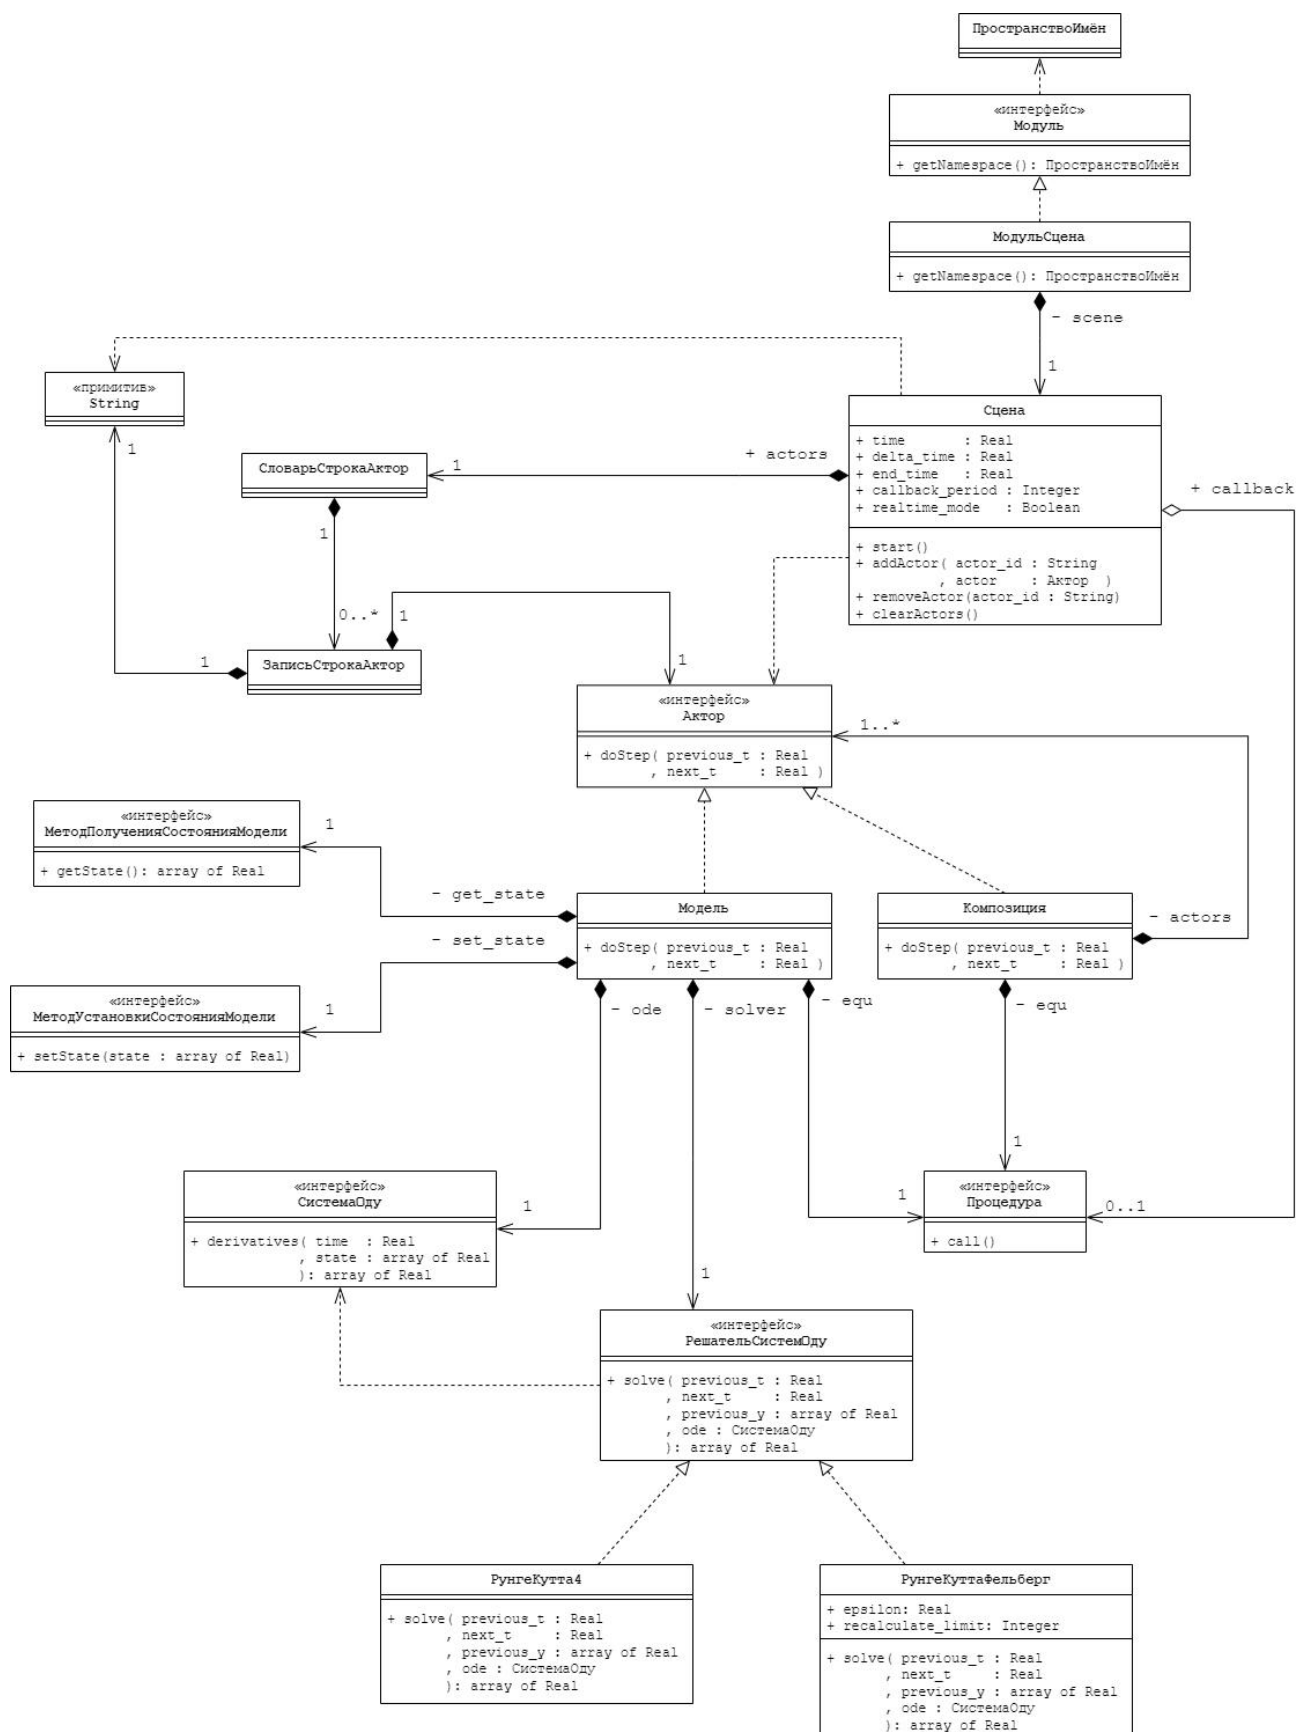 ПространствоИмён
«интерфейс»
Модуль
+ getNamespace(): ПространствоИмён
МодульСцена
+ getNamespace(): ПространствоИмён
- scene
1
«примитив»
String
1
Сцена
+ time : Real
+ delta_time : Real
+ end_time : Real
+ callback_period : Integer
+ realtime_mode : Boolean
+ start()
+ addActor( actor_id : String
, actor : Актор )
+ removeActor(actor_id : String)
+ clearActors()
+ actors
1
+ callback
СловарьСтрокаАктор
1
0..*
1
ЗаписьСтрокаАктор
1
1
«интерфейс»
Актор
+ doStep( previous_t : Real
, next_t : Real )
1..*
«интерфейс»
МетодПолученияСостоянияМодели
+ getState(): array of Real
1
- get_state
- set_state
Модель
+ doStep( previous_t : Real
, next_t : Real )
Композиция
+ doStep( previous_t : Real
, next_t : Real )
- actors
«интерфейс»
МетодУстановкиСостоянияМодели
+ setState(state : array of Real)
1
- ode
- solver
- equ
- equ
1
«интерфейс»
СистемаОду
+ derivatives( time : Real
, state : array of Real
): array of Real
1
1
«интерфейс»
Процедура
+ call()
0..1
1
«интерфейс»
РешательСистемОду
+ solve( previous_t : Real
, next_t : Real
, previous_y : array of Real
, ode : СистемаОду
): array of Real
РунгеКутта4
+ solve( previous_t : Real
, next_t : Real
, previous_y : array of Real
, ode : СистемаОду
): array of Real
РунгеКуттаФельберг
+ epsilon: Real
+ recalculate_limit: Integer
+ solve( previous_t : Real
, next_t : Real
, previous_y : array of Real
, ode : СистемаОду
): array of Real